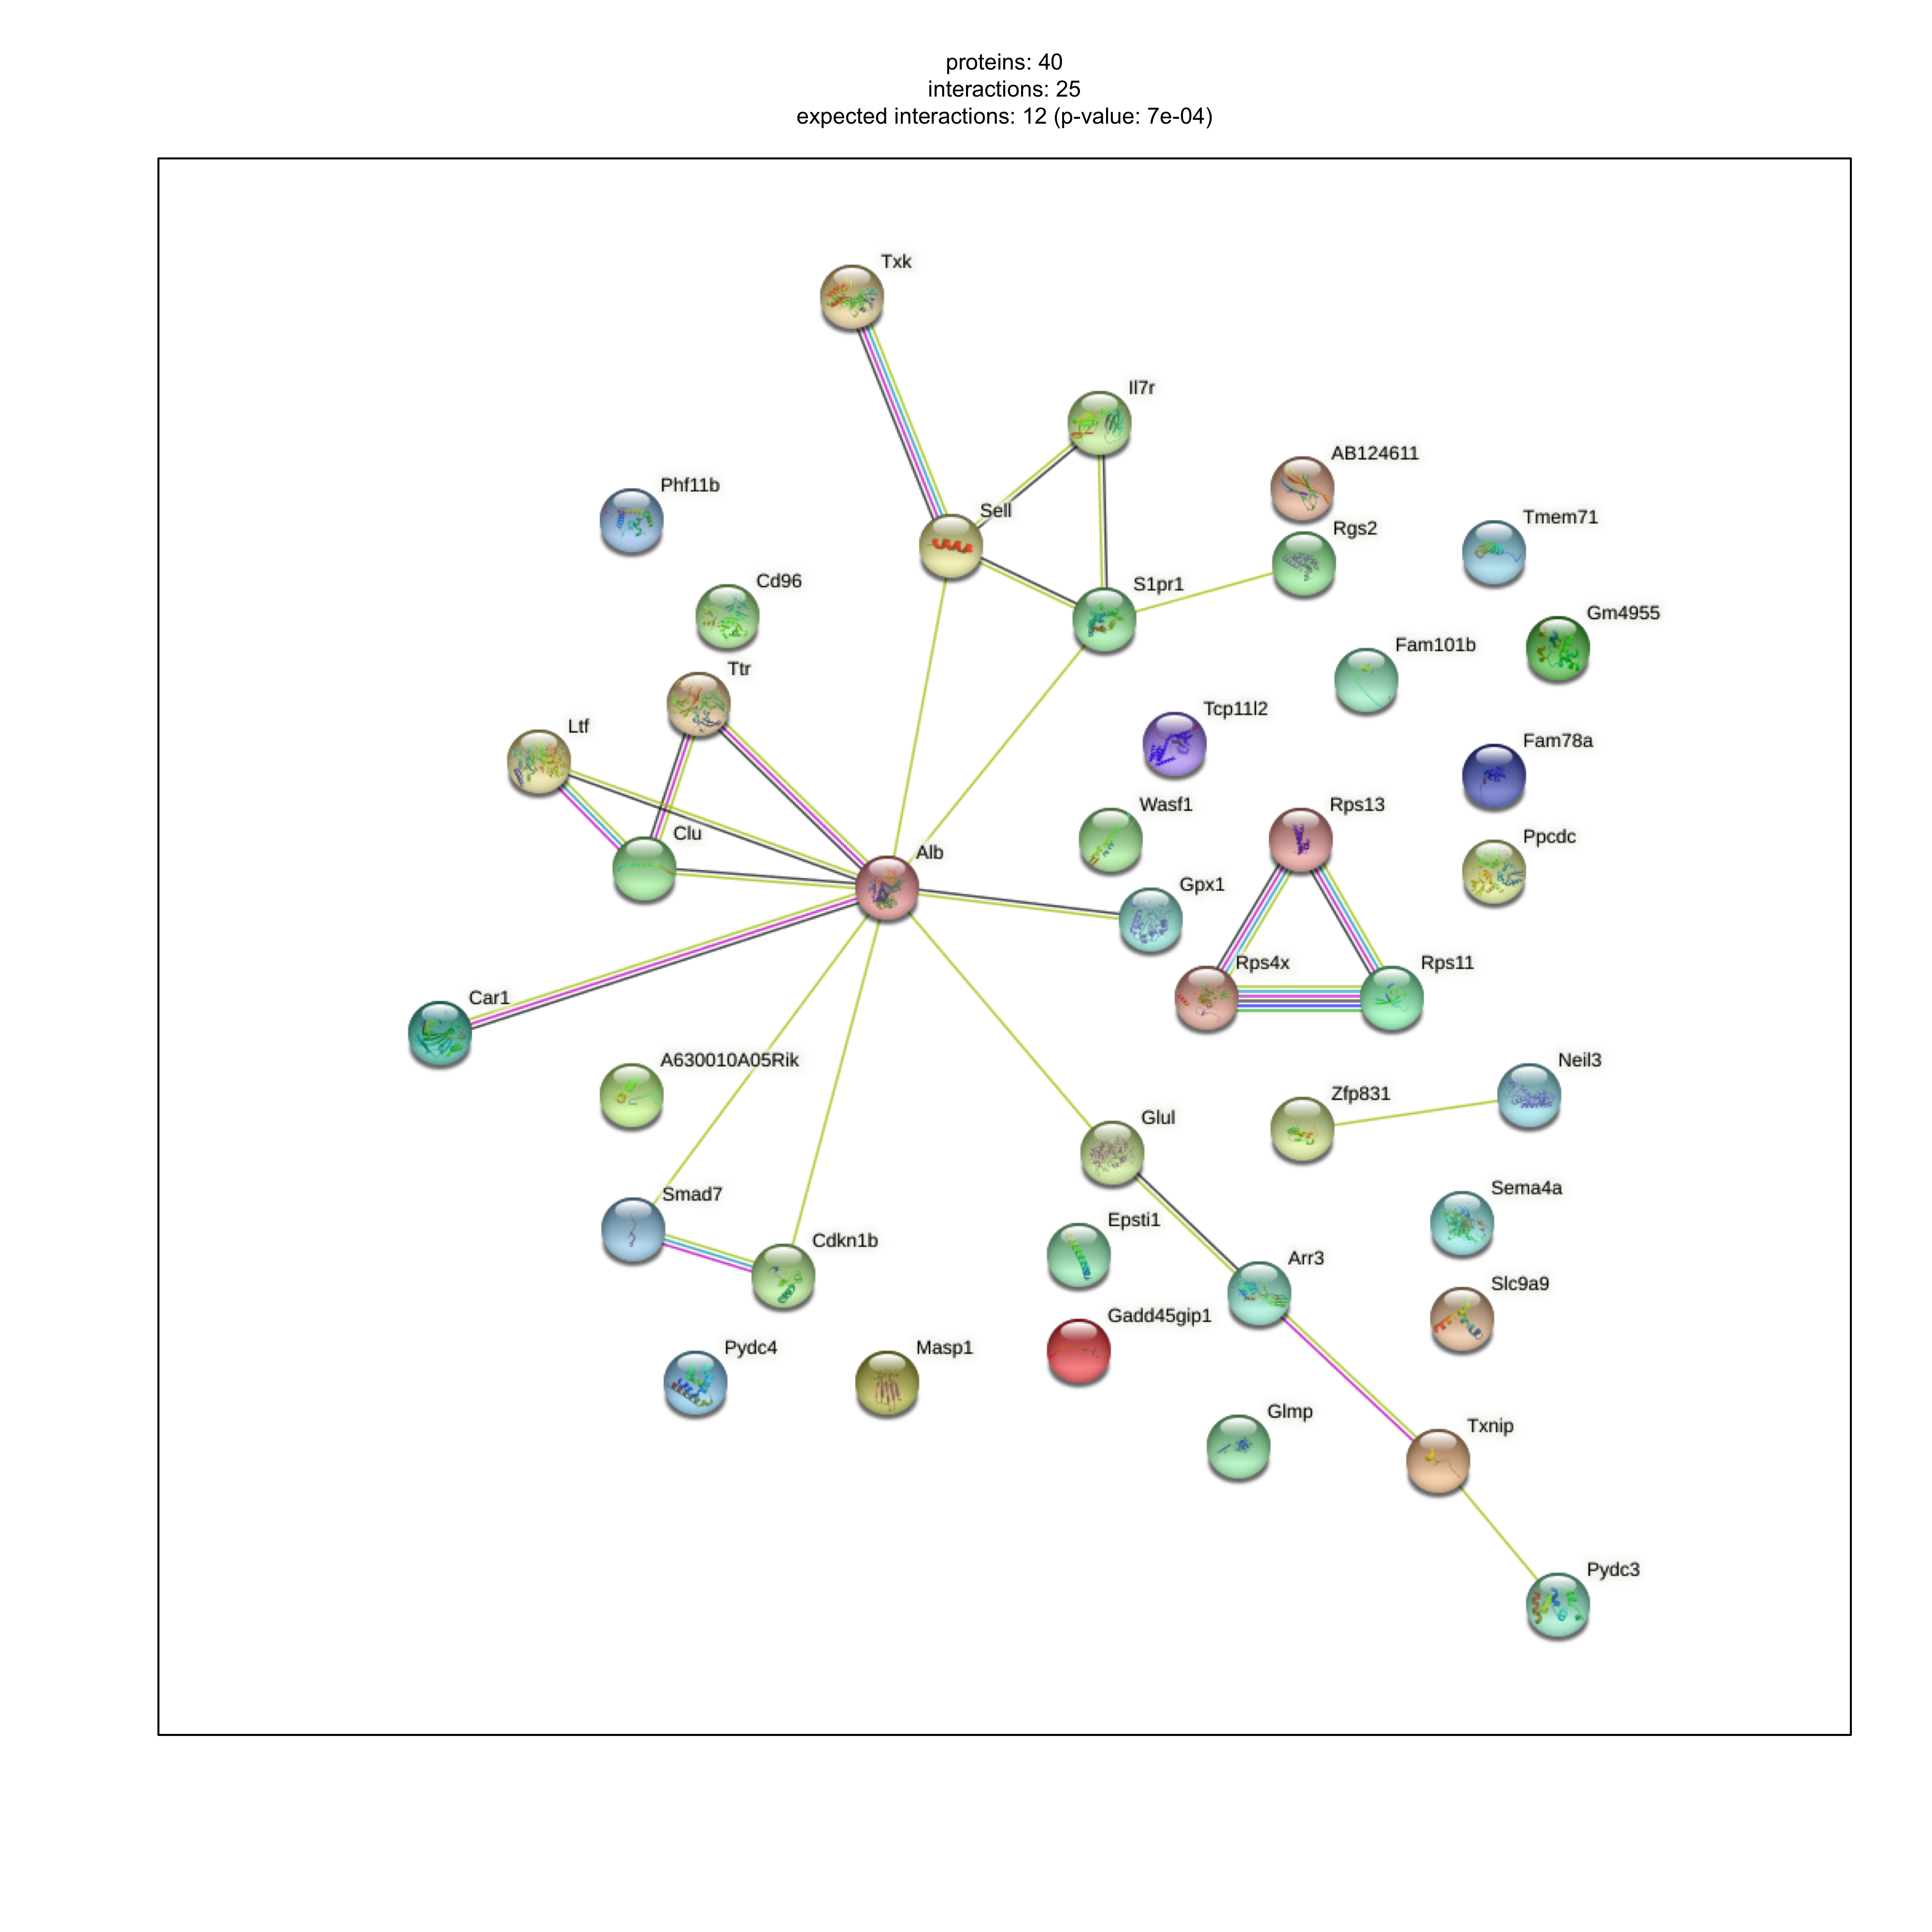 proteins: 40
interactions: 25
expected interactions: 12 (p-value: 7e-04)
Txk
Il7r
AB124611
Phf11b
Sell
Tmem71
Rgs2
Cd96
S1pr1
Gm4955
Fam101b
Ttr
Tcp11l2
Ltf
Fam78a
Wasf1
Rps13
Clu
Ppcdc
Alb
Gpx1
Rps4x
Rps11
Car1
A630010A05Rik
Neil3
Zfp831
Glul
Sema4a
Smad7
Epsti1
Cdkn1b
Arr3
Slc9a9
Gadd45gip1
Pydc4
Masp1
Glmp
Txnip
Pydc3